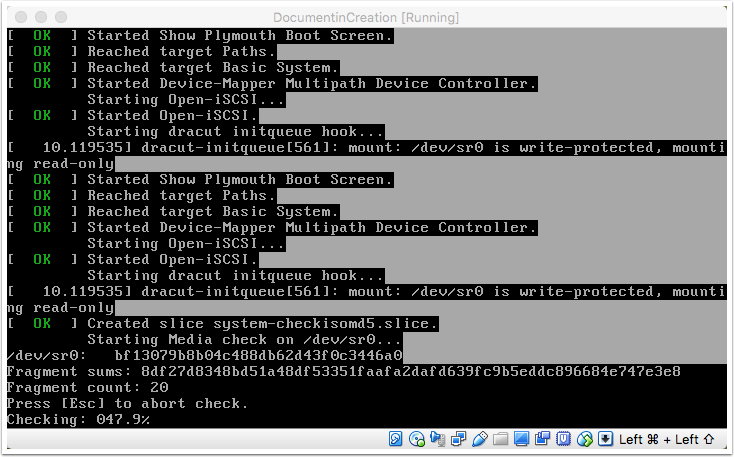 DocumentinCreation [Running]
[  OK  ] Started Show Plymouth Boot Screen.
[  OK  ] Reached target Paths.
[  OK  ] Reached target Basic System.
[  OK  ] Started Device-Mapper Multipath Device Controller.
         Starting Open-iSCSI...
[  OK  ] Started Open-iSCSI.
         Starting dracut initqueue hook...
[   10.119535] dracut-initqueue[561]: mount: /dev/sr0 is write-protected, mounti
ng read-only
[  OK  ] Started Show Plymouth Boot Screen.
[  OK  ] Reached target Paths.
[  OK  ] Reached target Basic System.
[  OK  ] Started Device-Mapper Multipath Device Controller.
         Starting Open-iSCSI...
[  OK  ] Started Open-iSCSI.
         Starting dracut initqueue hook...
[   10.119535] dracut-initqueue[561]: mount: /dev/sr0 is write-protected, mounti
ng read-only
[  OK  ] Created slice system-checkisomd5.slice.
         Starting Media check on /dev/sr0...
/dev/sr0:   bf13079b8b04c488db62d43f0c3446a0
Fragment sums: 8df27d8348bd51a48df53351faafa2dafd639fc9b5eddc896684e747e3e8
Fragment count: 20
Press [Esc] to abort check.
Checking: 047.9%
Left ⌘ + Left ⇧